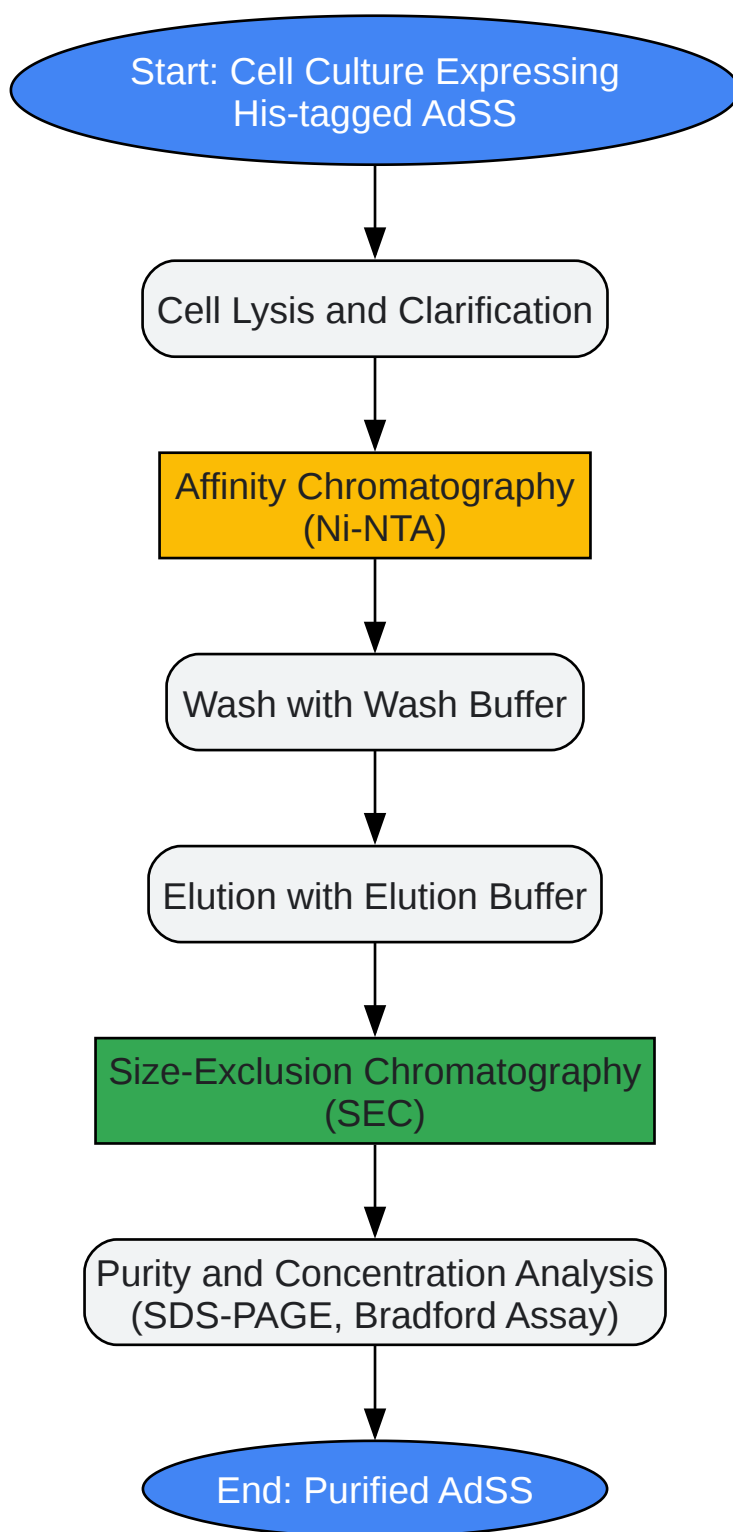 Start: Cell Culture Expressing
His-tagged AdSS
Cell Lysis and Clarification
Affinity Chromatography
(Ni-NTA)
Wash with Wash Buffer
Elution with Elution Buffer
Size-Exclusion Chromatography
(SEC)
Purity and Concentration Analysis
(SDS-PAGE, Bradford Assay)
End: Purified AdSS